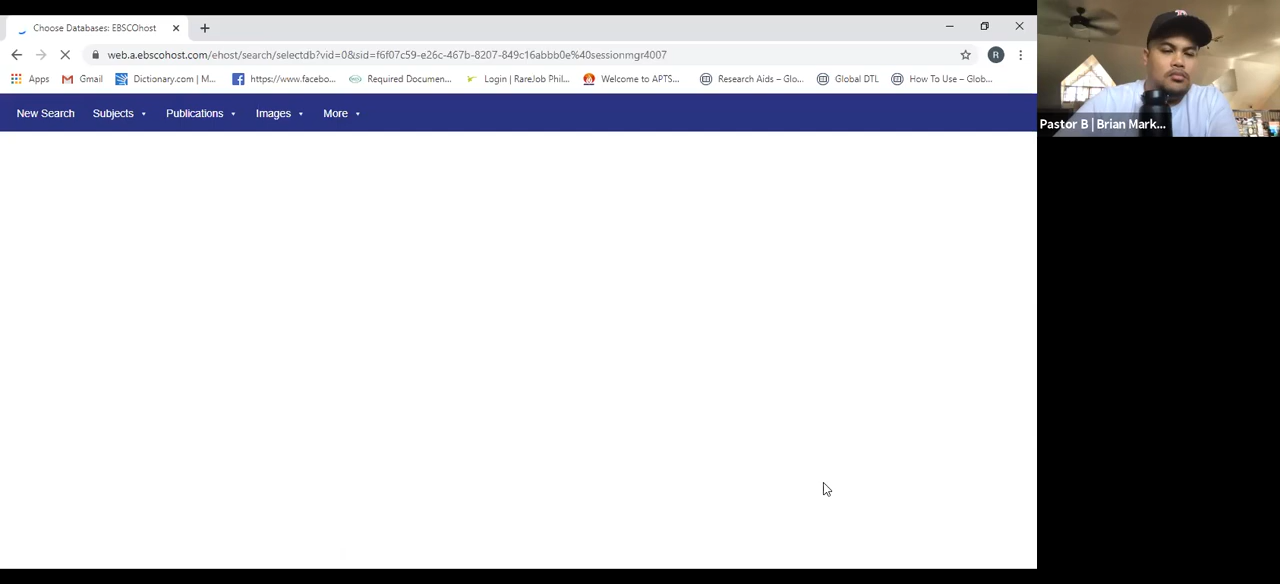 Choose Databases: EBSCOhost
web.a.ebscohost.com/ehost/search/selectdb?vid=0&sid=f6f07c59-e26c-467b-8207-849c16abbb0e%40sessionmgr4007
R
Apps Gmail Dictionary.com | M... https://www.facebo... Required Documen... Login | RareJob Phil... Welcome to APTS... Research Aids – Glo... Global DTL How To Use – Glob...
New Search Subjects Publications Images More
Pastor B | Brian Mark...